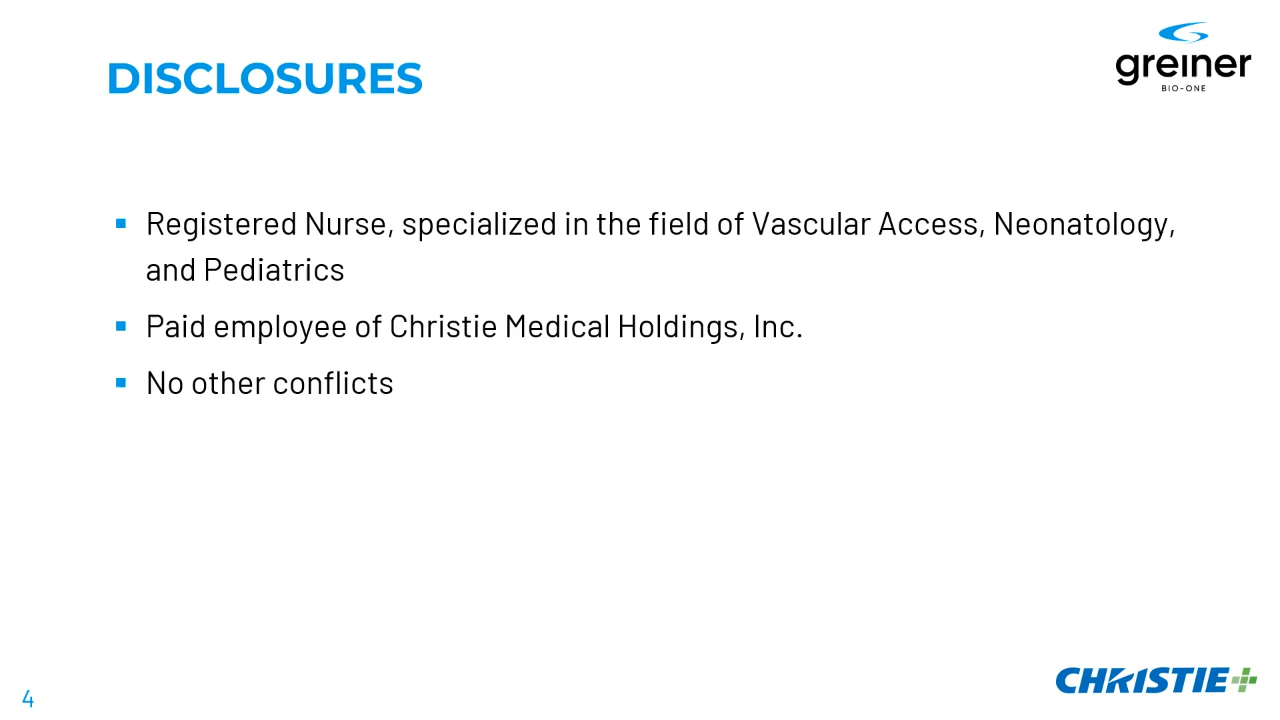 DISCLOSURES
greiner
BIO-ONE
▪ Registered Nurse, specialized in the field of Vascular Access, Neonatology,
and Pediatrics
▪ Paid employee of Christie Medical Holdings, Inc.
▪ No other conflicts
4
CHRISTIE